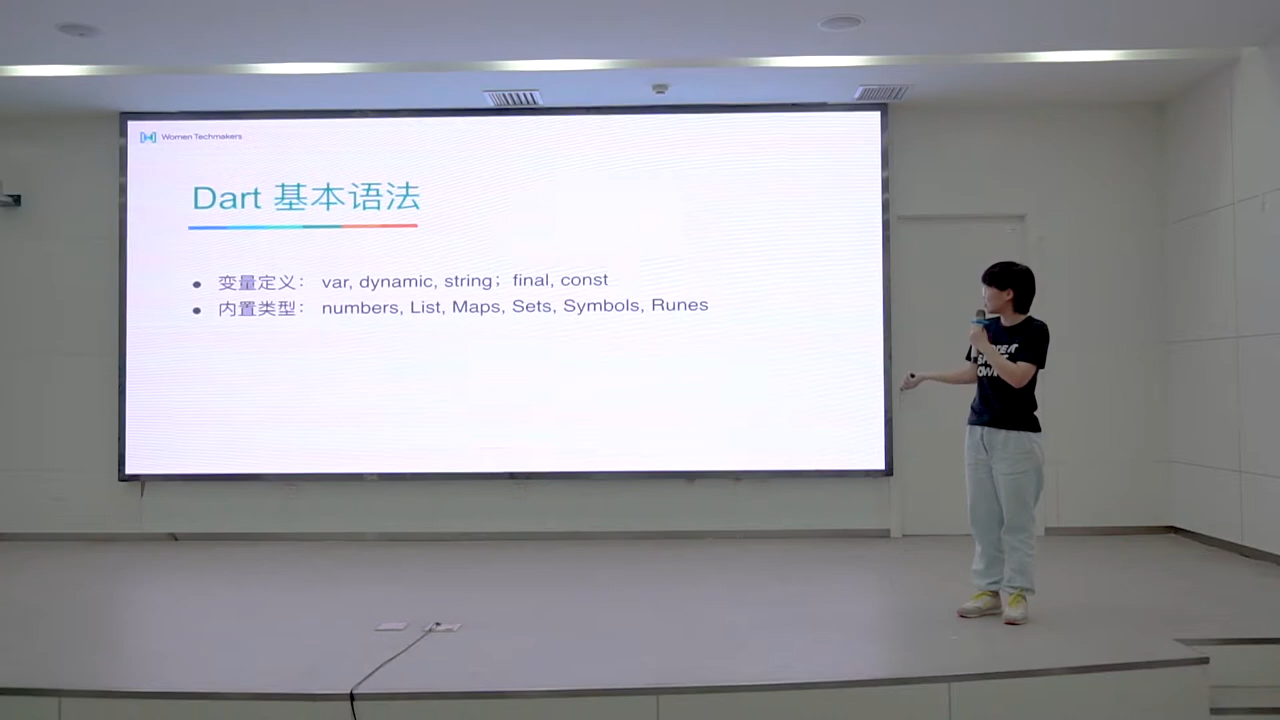 Women Techmakers
Dart 基本语法
变量定义： var, dynamic, string；final, const
内置类型： numbers, List, Maps, Sets, Symbols, Runes